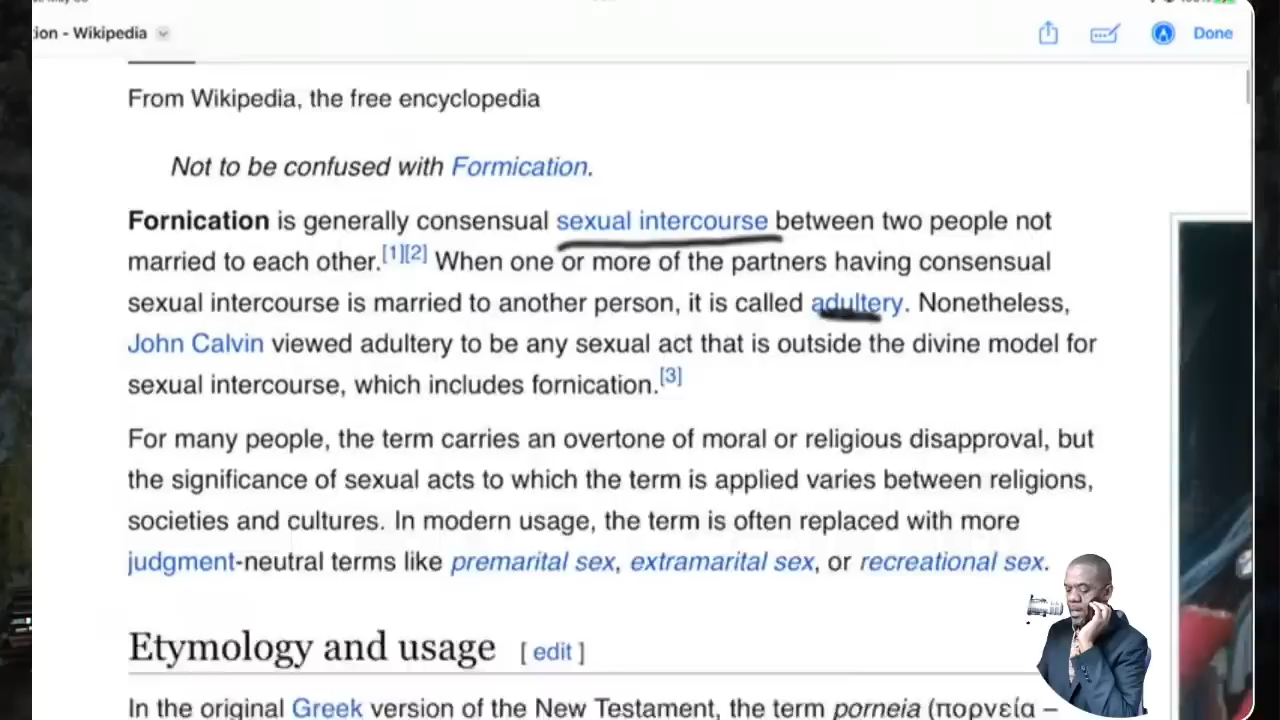 ion - Wikipedia
Done
From Wikipedia, the free encyclopedia
Not to be confused with Formication.
Fornication is generally consensual sexual intercourse between two people not
married to each other.[1][2] When one or more of the partners having consensual
sexual intercourse is married to another person, it is called adultery. Nonetheless,
John Calvin viewed adultery to be any sexual act that is outside the divine model for
sexual intercourse, which includes fornication.[3]
For many people, the term carries an overtone of moral or religious disapproval, but
the significance of sexual acts to which the term is applied varies between religions,
societies and cultures. In modern usage, the term is often replaced with more
judgment-neutral terms like premarital sex, extramarital sex, or recreational sex.
Etymology and usage [ edit ]
In the original Greek version of the New Testament, the term porneia (πορνεία –